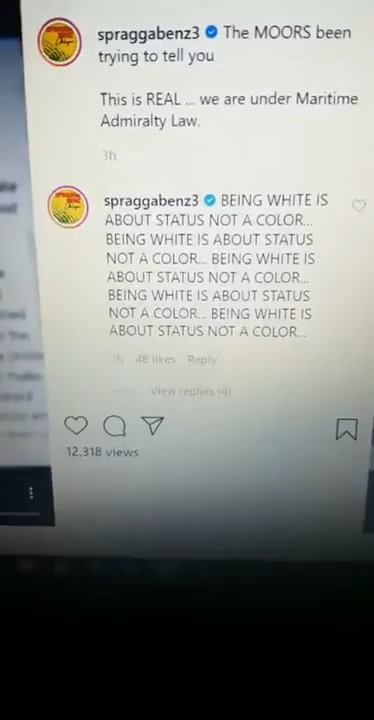 spraggabenz3 The MOORS been
trying to tell you
This is REAL ... we are under Maritime
Admiralty Law.
3h
spraggabenz3 BEING WHITE IS
ABOUT STATUS NOT A COLOR...
BEING WHITE IS ABOUT STATUS
NOT A COLOR... BEING WHITE IS
ABOUT STATUS NOT A COLOR...
BEING WHITE IS ABOUT STATUS
NOT A COLOR... BEING WHITE IS
ABOUT STATUS NOT A COLOR...
1h 48 likes Reply
View replies (4)
12,318 views